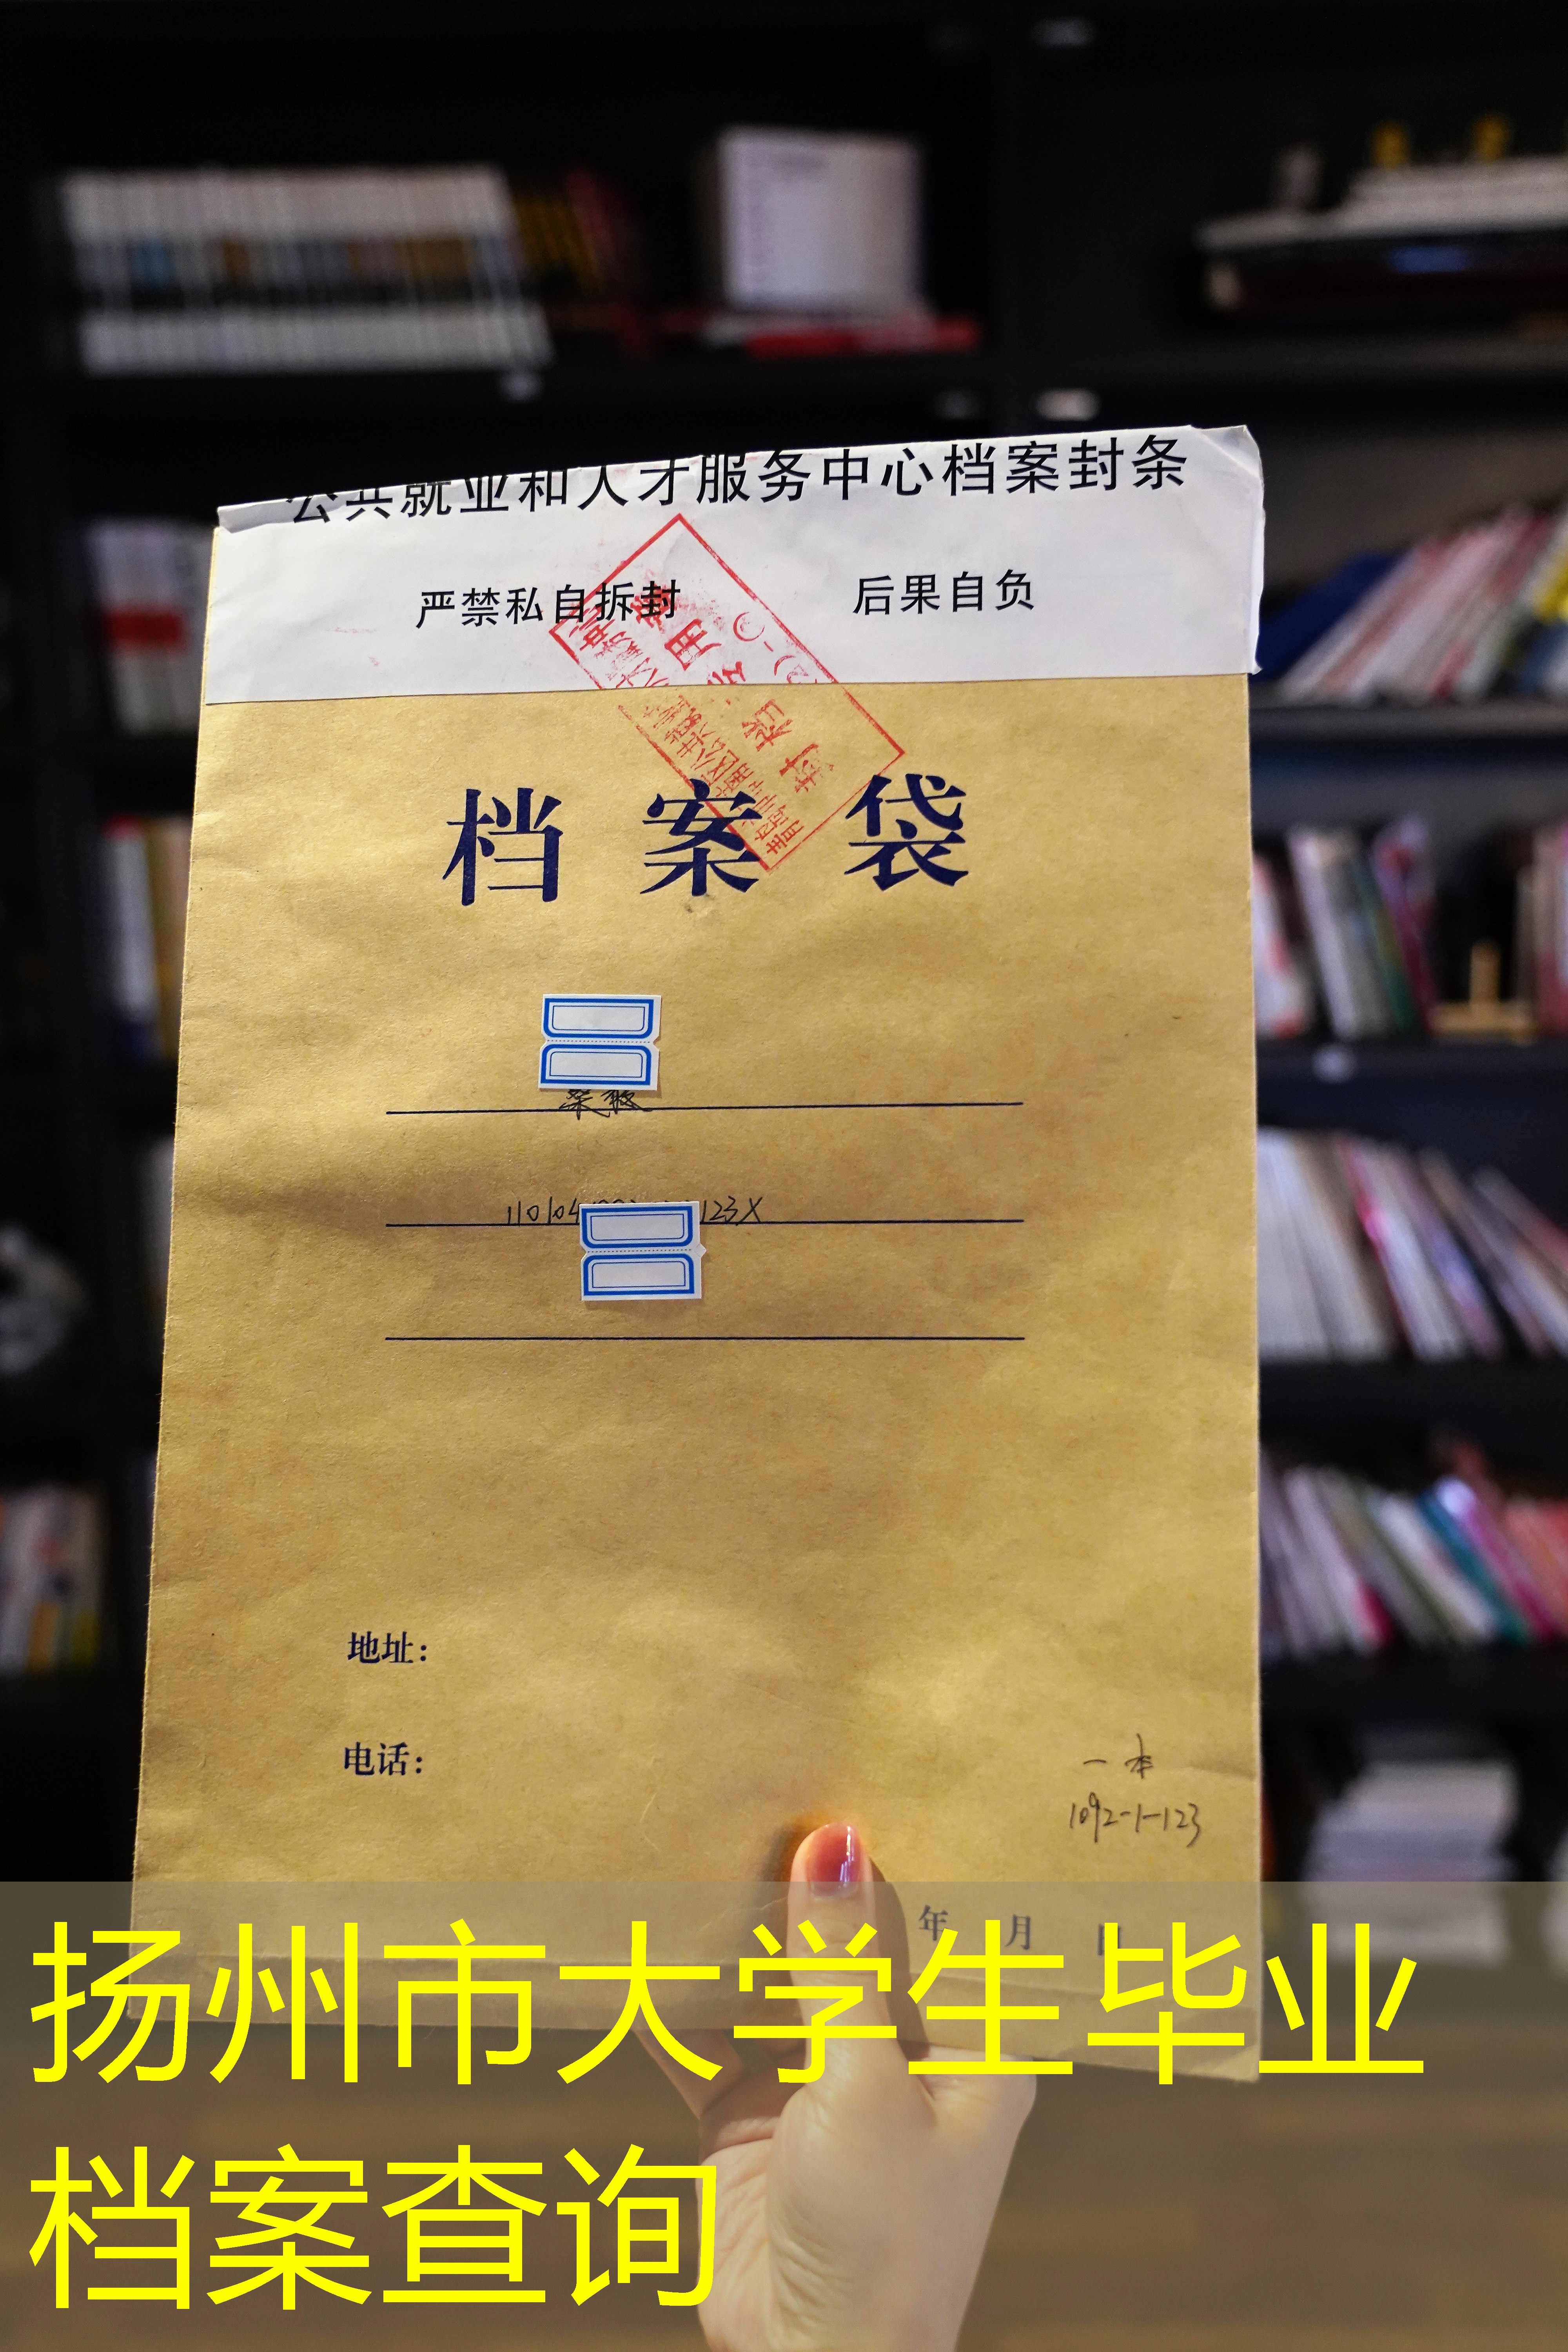 公共就业和人才服务中心档案封条
严禁私自拆封 后果自负
档案袋
地址：
电话：
一本
1092-1-123
年 月 日
扬州市大学生毕业
档案查询